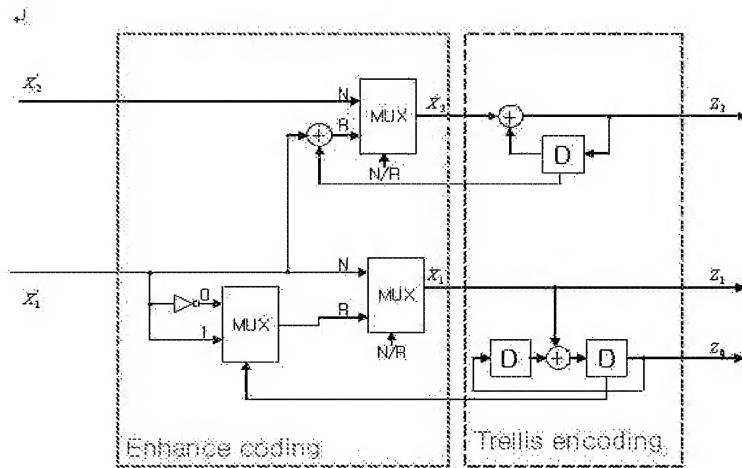 X'2 N MUX X2 Z2
R D
N/R
X'1 N MUX X1 Z1
0 MUX R
1 N/R D D Z0
Enhance coding Trellis encoding